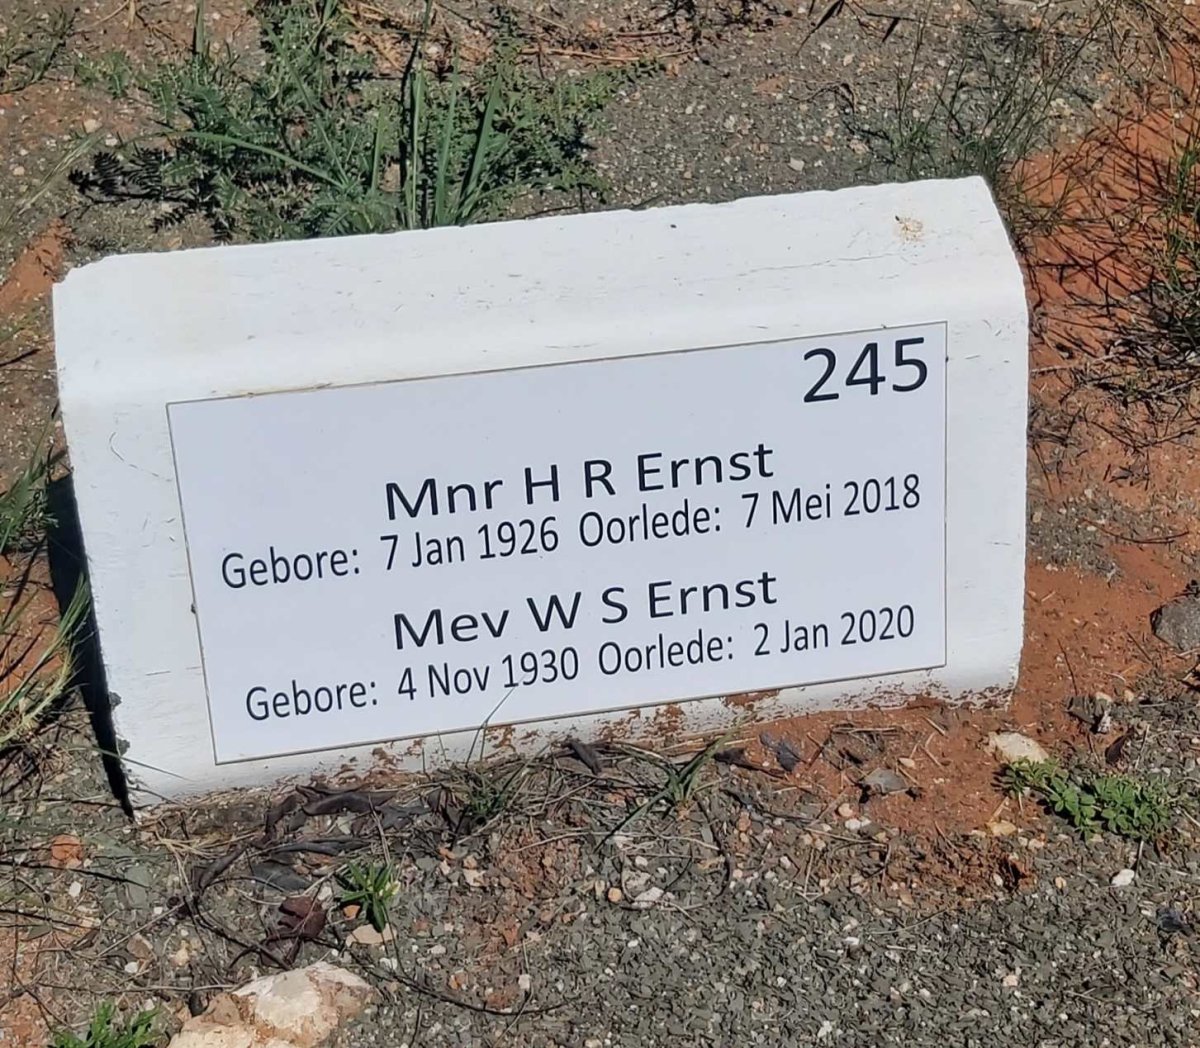 245
Mnr H R Ernst
Gebore: 7 Jan 1926 Oorlede: 7 Mei 2018
Mev W S Ernst
Gebore: 4 Nov 1930 Oorlede: 2 Jan 2020